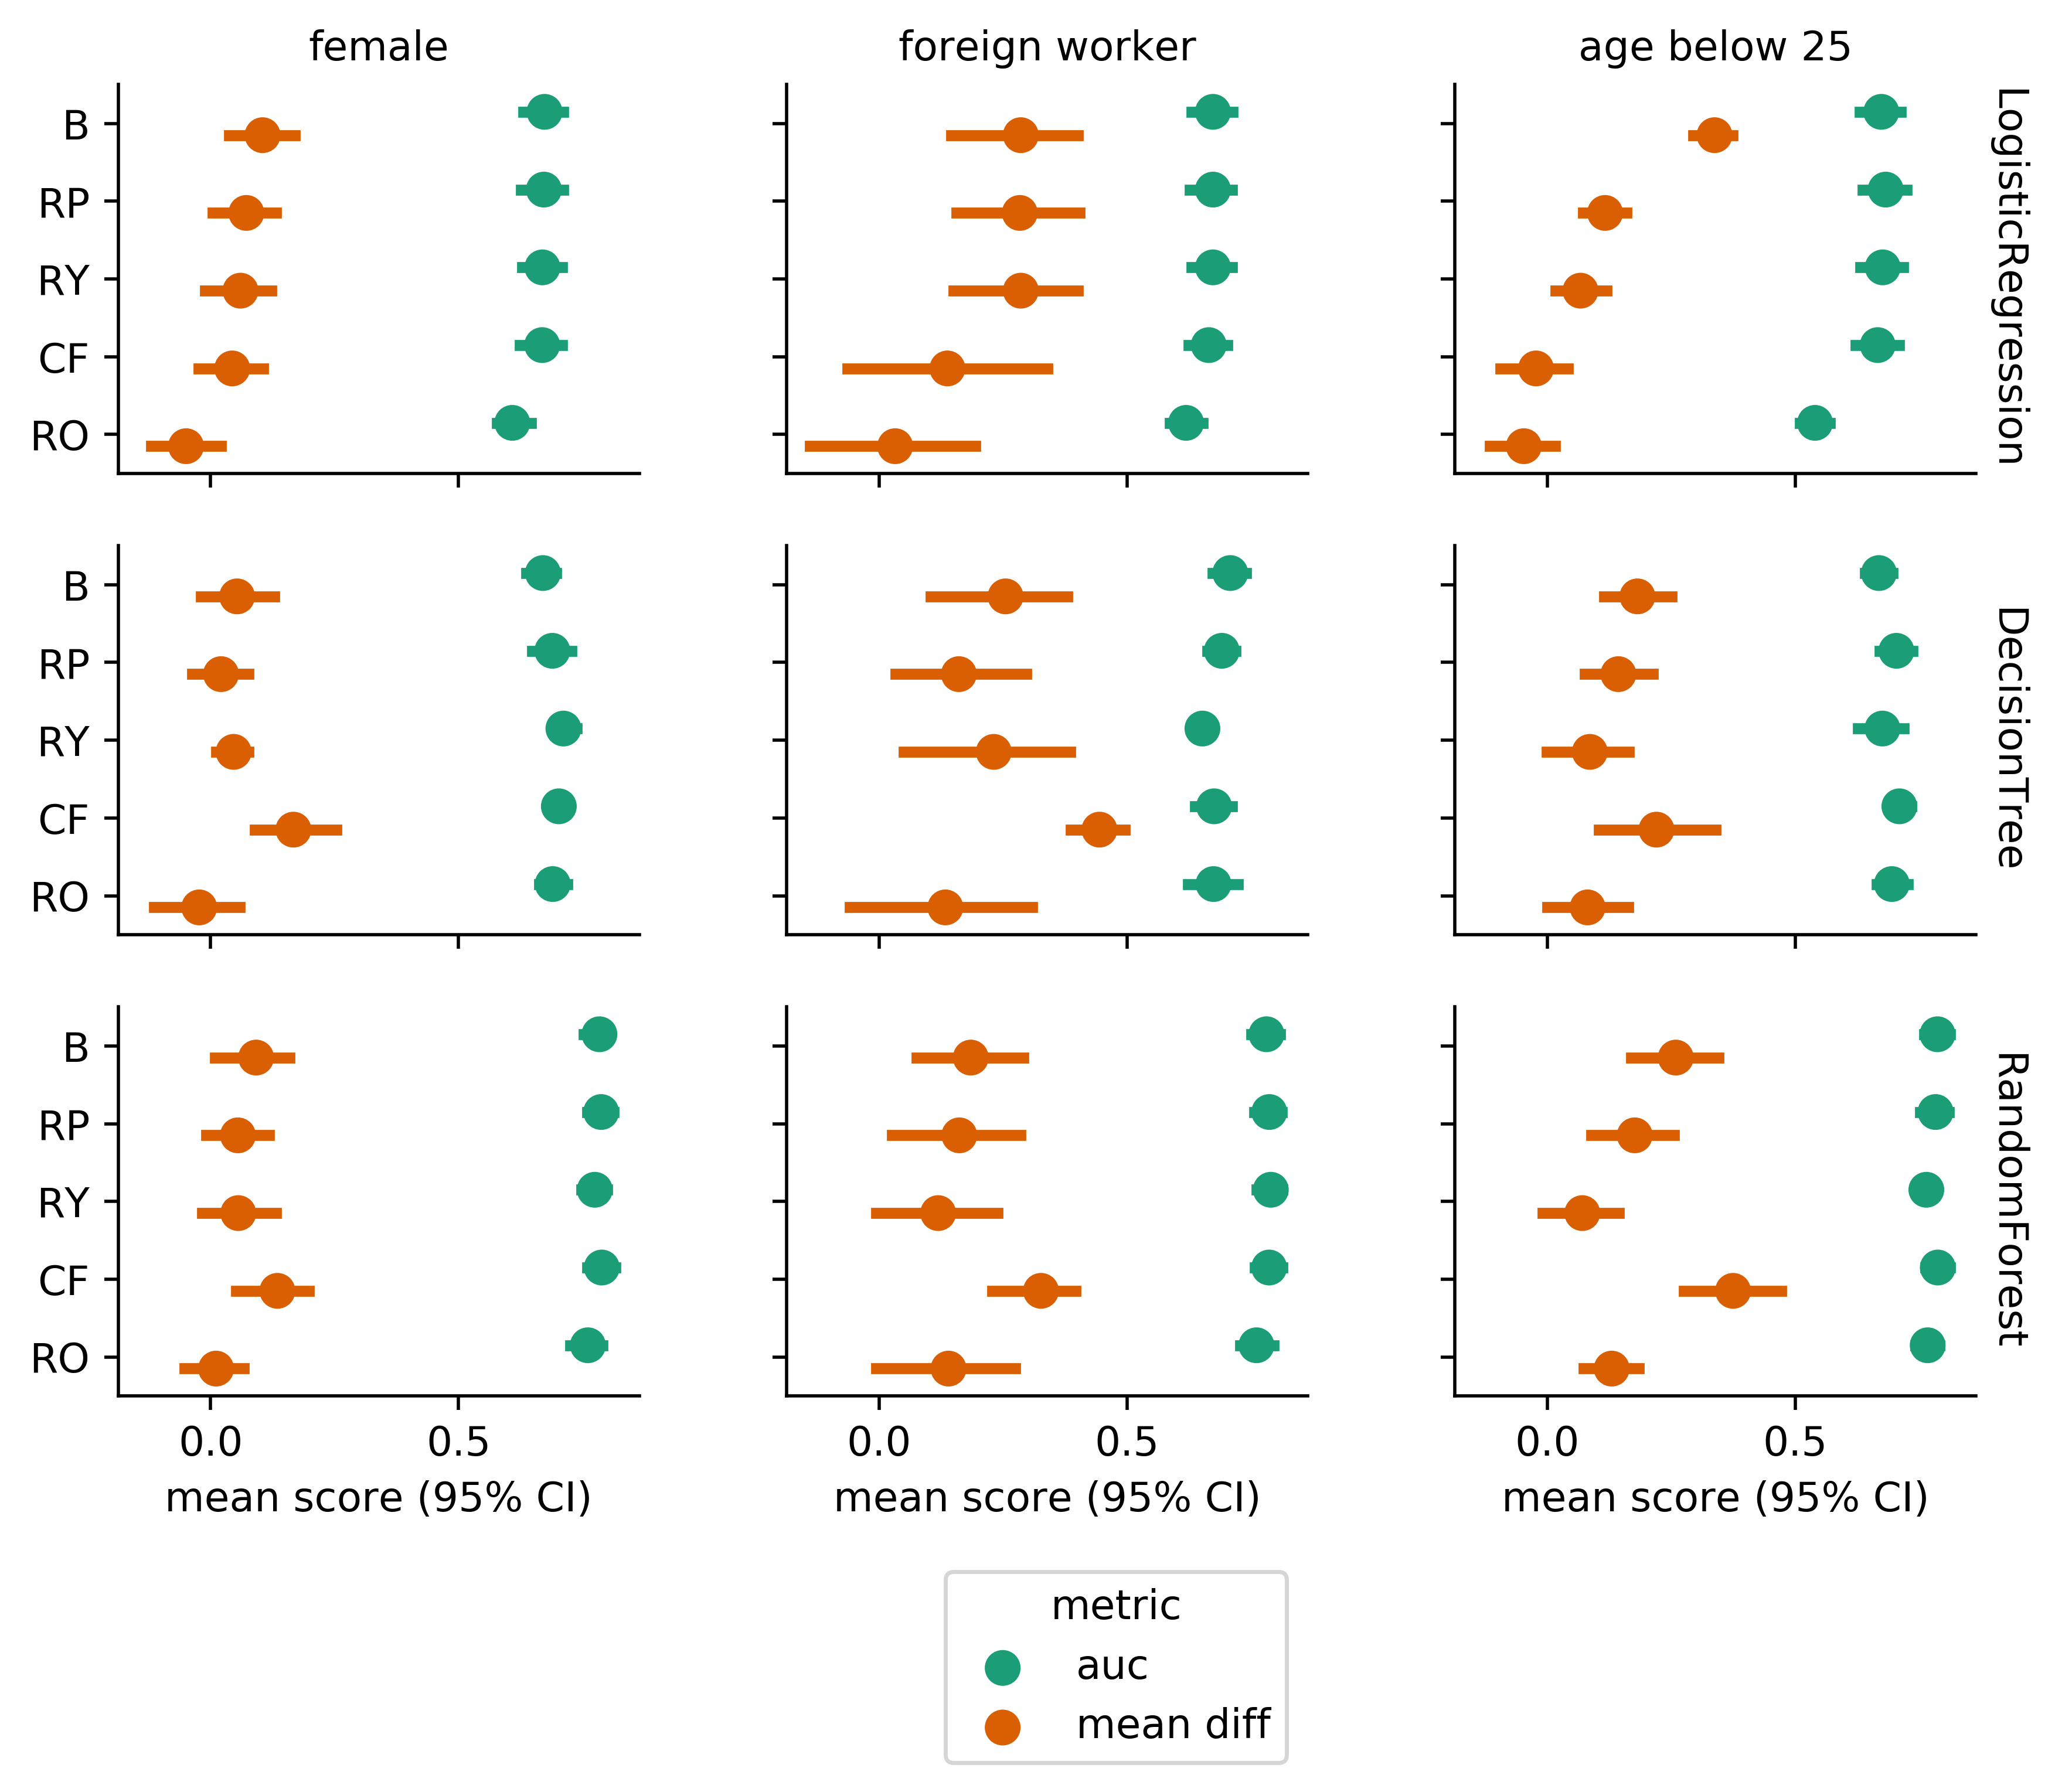 female foreign worker age below 25
B
RP
RY
CF
RO
LogisticRegression
B
RP
RY
CF
RO
DecisionTree
B
RP
RY
CF
RO
RandomForest
0.0 0.5 0.0 0.5 0.0 0.5
mean score (95% CI) mean score (95% CI) mean score (95% CI)
metric
auc
mean diff